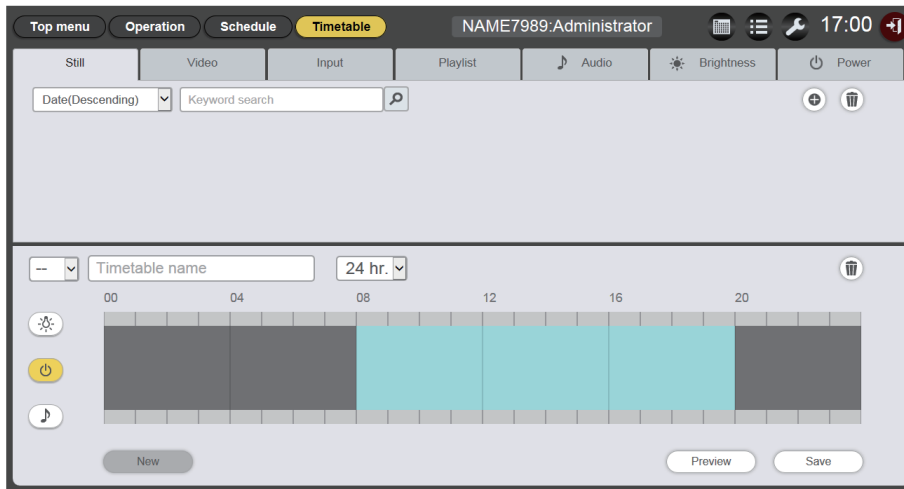 Top menu Operation Schedule Timetable NAME7989:Administrator 17:00
Still Video Input Playlist Audio Brightness Power
Date(Descending) Keyword search
-- Timetable name 24 hr.
00 04 08 12 16 20
New Preview Save